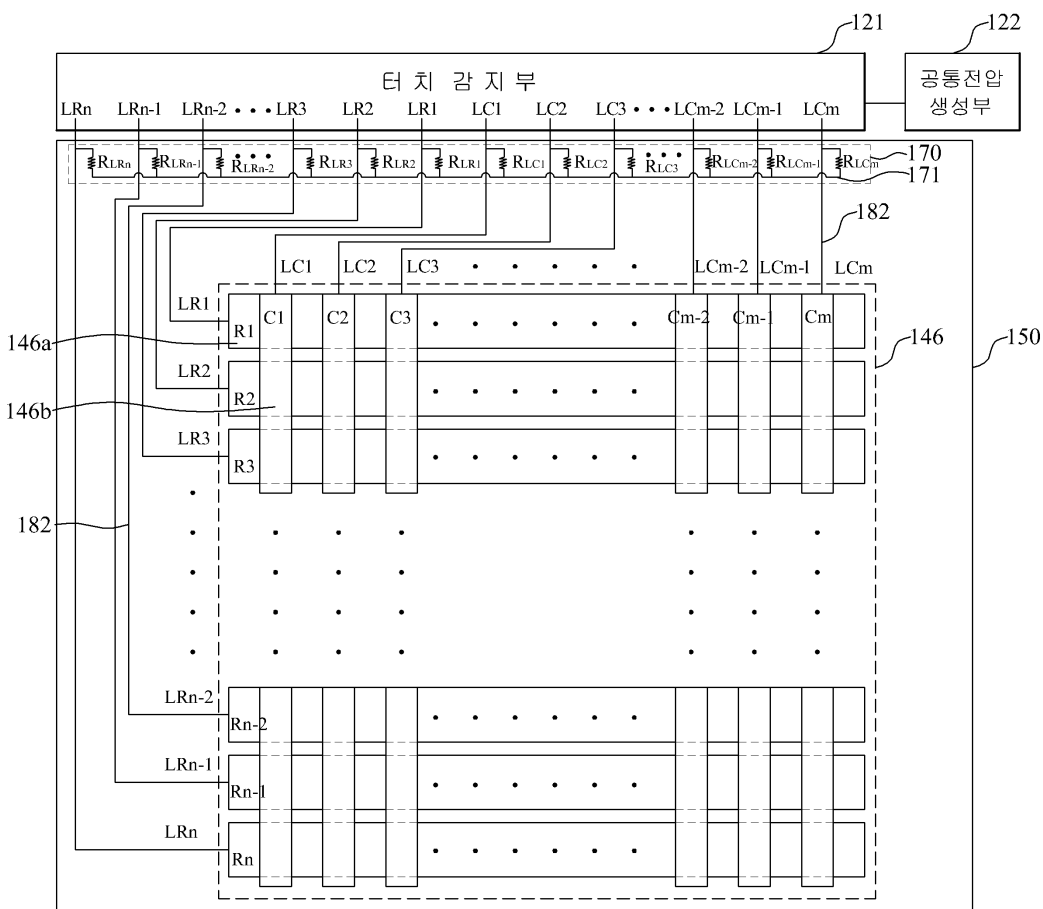 121
122
터 치 감 지 부
공통전압
생성부
LRn LRn-1 LRn-2 • • • LR3 LR2 LR1 LC1 LC2 LC3 • • • LCm-2 LCm-1 LCm
RLRn RLRn-1 RLRn-2 • • • RLR3 RLR2 RLR1 RLC1 RLC2 RLC3 • • • RLCm-2 RLCm-1 RLCm
170
171
182
LC1 LC2 LC3 • • • • • LCm-2 LCm-1 LCm
LR1
R1 C1 C2 C3 • • • • • • Cm-2 Cm-1 Cm
146a
146
150
LR2
R2 • • • • • •
146b
LR3
R3 • • • • • •
182
LRn-2
Rn-2 • • • • • •
LRn-1
Rn-1 • • • • • •
LRn
Rn • • • • • •